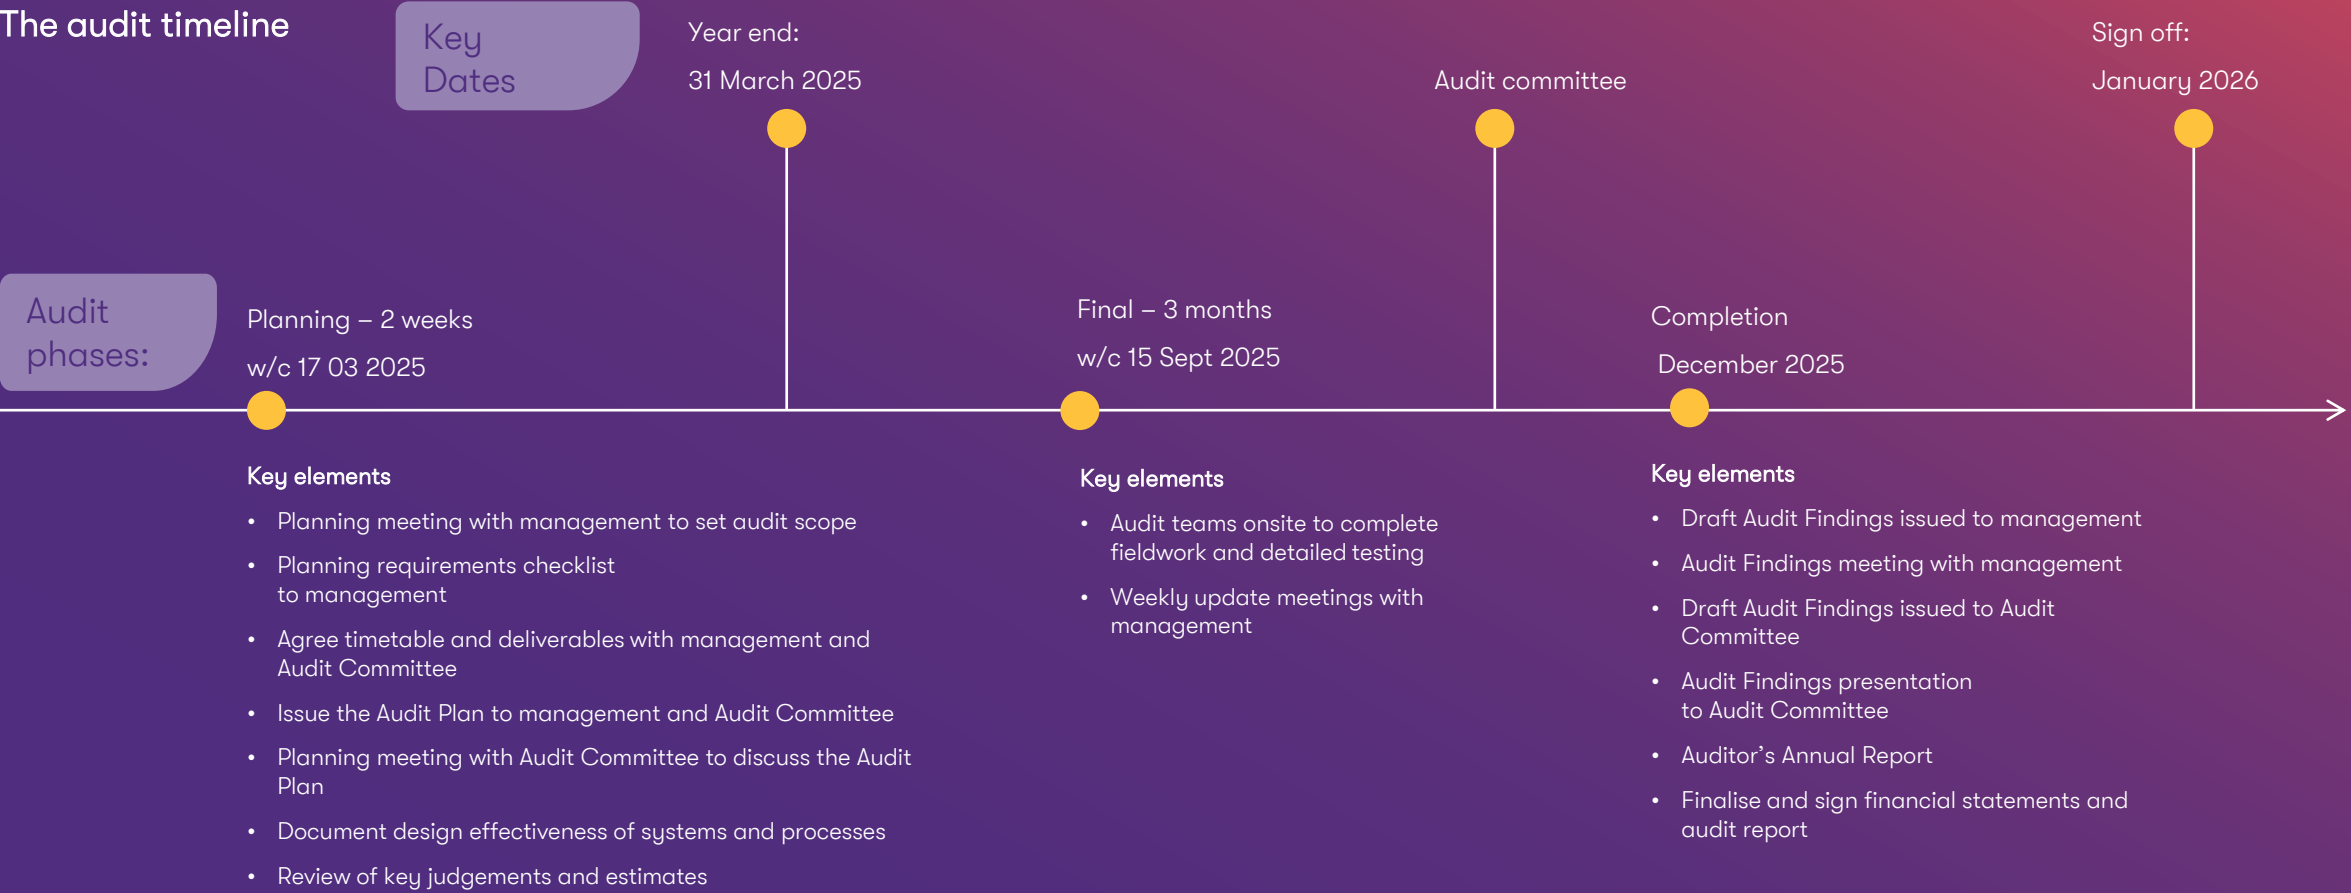 The audit timeline
Key
Dates
Year end:
31 March 2025
Audit committee
Sign off:
January 2026
Audit
phases:
Planning – 2 weeks
w/c 17 03 2025
Final – 3 months
w/c 15 Sept 2025
Completion
December 2025
Key elements
• Planning meeting with management to set audit scope
• Planning requirements checklist
to management
• Agree timetable and deliverables with management and
Audit Committee
• Issue the Audit Plan to management and Audit Committee
• Planning meeting with Audit Committee to discuss the Audit
Plan
• Document design effectiveness of systems and processes
• Review of key judgements and estimates
Key elements
• Audit teams onsite to complete
fieldwork and detailed testing
• Weekly update meetings with
management
Key elements
• Draft Audit Findings issued to management
• Audit Findings meeting with management
• Draft Audit Findings issued to Audit
Committee
• Audit Findings presentation
to Audit Committee
• Auditor’s Annual Report
• Finalise and sign financial statements and
audit report